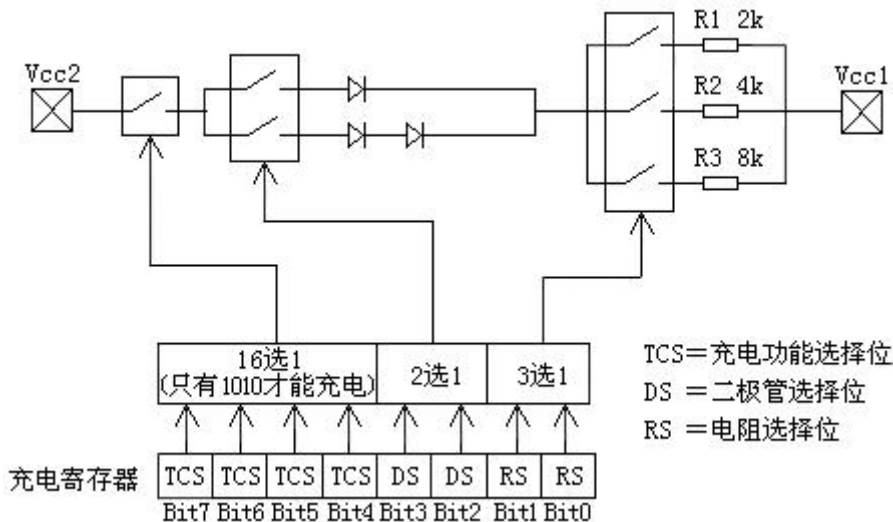 R1 2k
Vcc2
Vcc1
R2 4k
R3 8k
16选1
(只有1010才能充电)
2选1
3选1
TCS=充电功能选择位
DS =二极管选择位
RS =电阻选择位
充电寄存器
TCS TCS TCS TCS DS DS RS RS
Bit7 Bit6 Bit5 Bit4 Bit3 Bit2 Bit1 Bit0